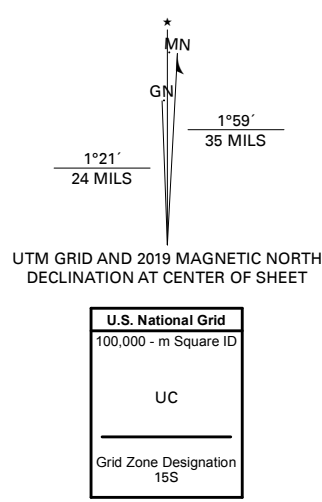 MN
GN
1°59´
35 MILS
1°21´
24 MILS
UTM GRID AND 2019 MAGNETIC NORTH
DECLINATION AT CENTER OF SHEET
U.S. National Grid
100,000 - m Square ID
UC
Grid Zone Designation
15S